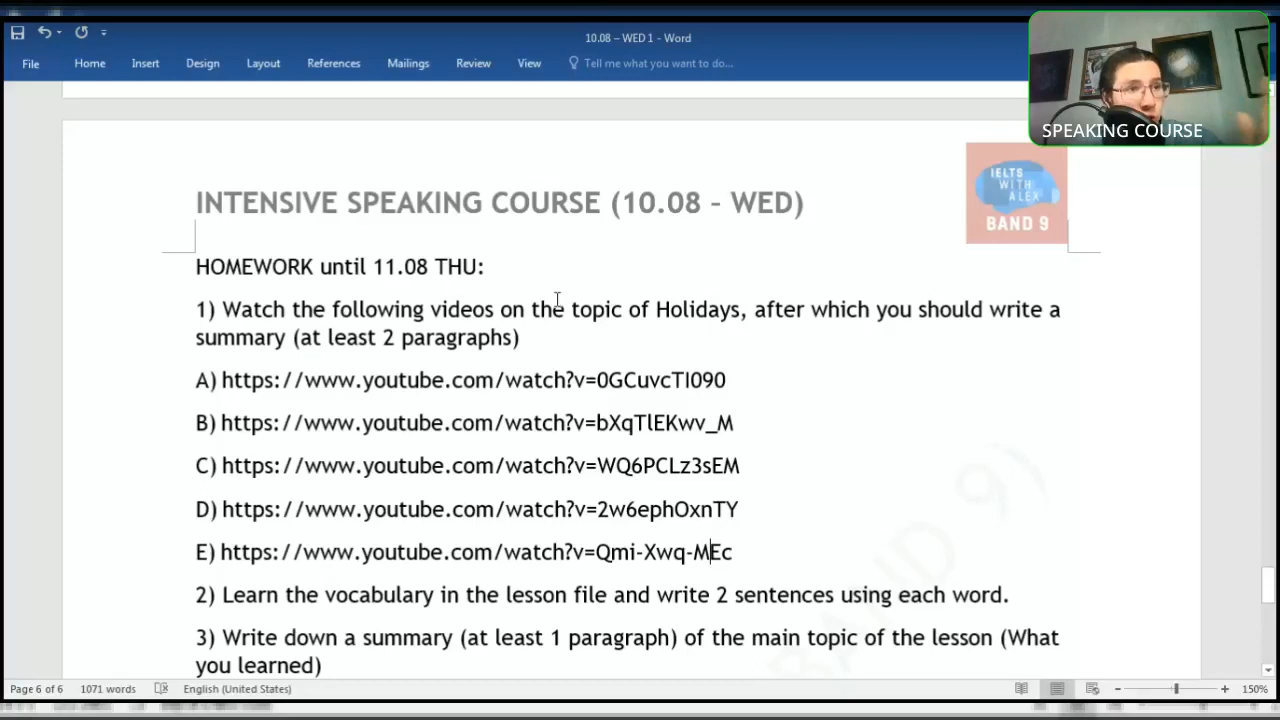 10.08 – WED 1 - Word
File Home Insert Design Layout References Mailings Review View Tell me what you want to do...
SPEAKING COURSE
INTENSIVE SPEAKING COURSE (10.08 – WED)
IELTS
WITH
ALEX
BAND 9
HOMEWORK until 11.08 THU:
1) Watch the following videos on the topic of Holidays, after which you should write a
summary (at least 2 paragraphs)
A) https://www.youtube.com/watch?v=0GCuvcTI090
B) https://www.youtube.com/watch?v=bXqTlEKwv_M
C) https://www.youtube.com/watch?v=WQ6PCLz3sEM
D) https://www.youtube.com/watch?v=2w6ephOxnTY
E) https://www.youtube.com/watch?v=Qmi-Xwq-MEc
2) Learn the vocabulary in the lesson file and write 2 sentences using each word.
3) Write down a summary (at least 1 paragraph) of the main topic of the lesson (What
you learned)
BAND 9)
Page 6 of 6 1071 words English (United States) 150%